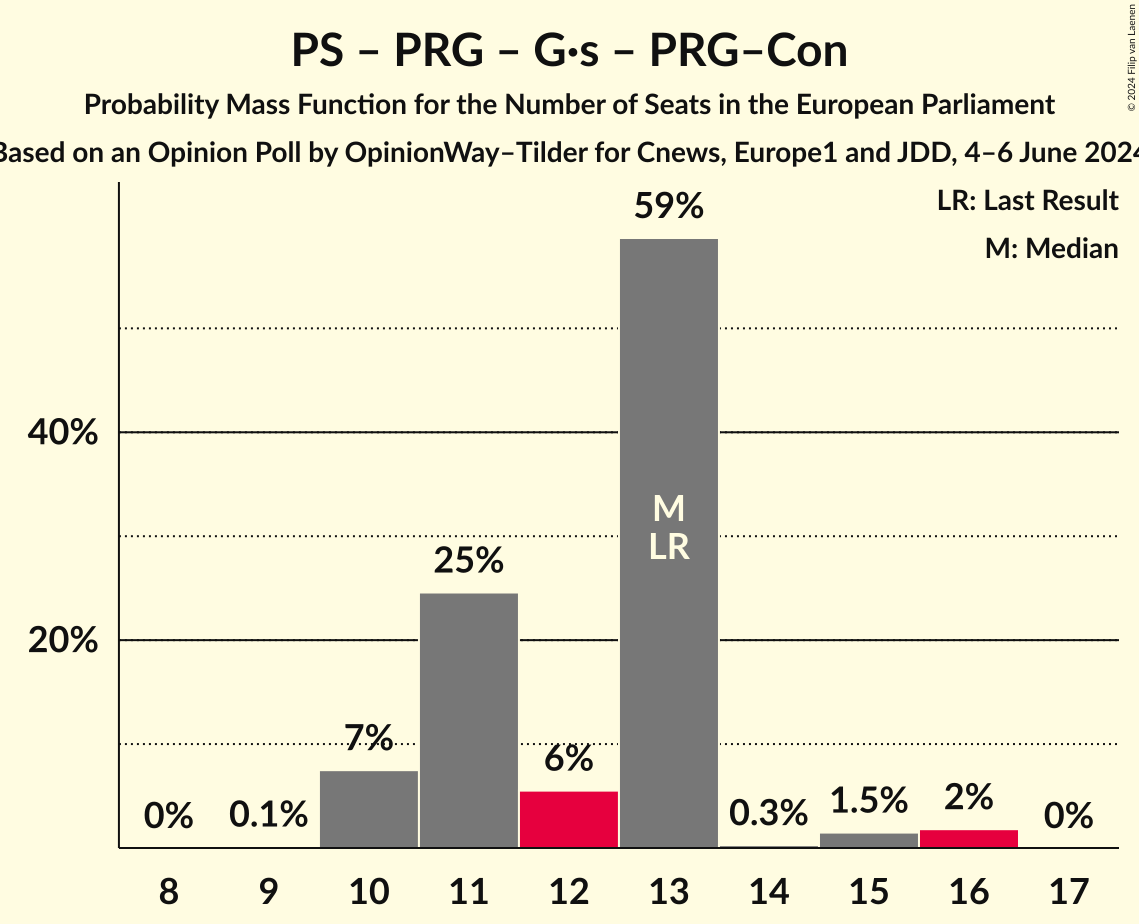 PS – PRG – G·s – PRG–Con
Probability Mass Function for the Number of Seats in the European Parliament
Based on an Opinion Poll by OpinionWay–Tilder for Cnews, Europe1 and JDD, 4–6 June 2024
© 2024 Filip van Laenen
LR: Last Result
M: Median
59%
40%
M
LR
25%
20%
7%
6%
0%
0.1%
0.3%
1.5%
2%
0%
8 9 10 11 12 13 14 15 16 17